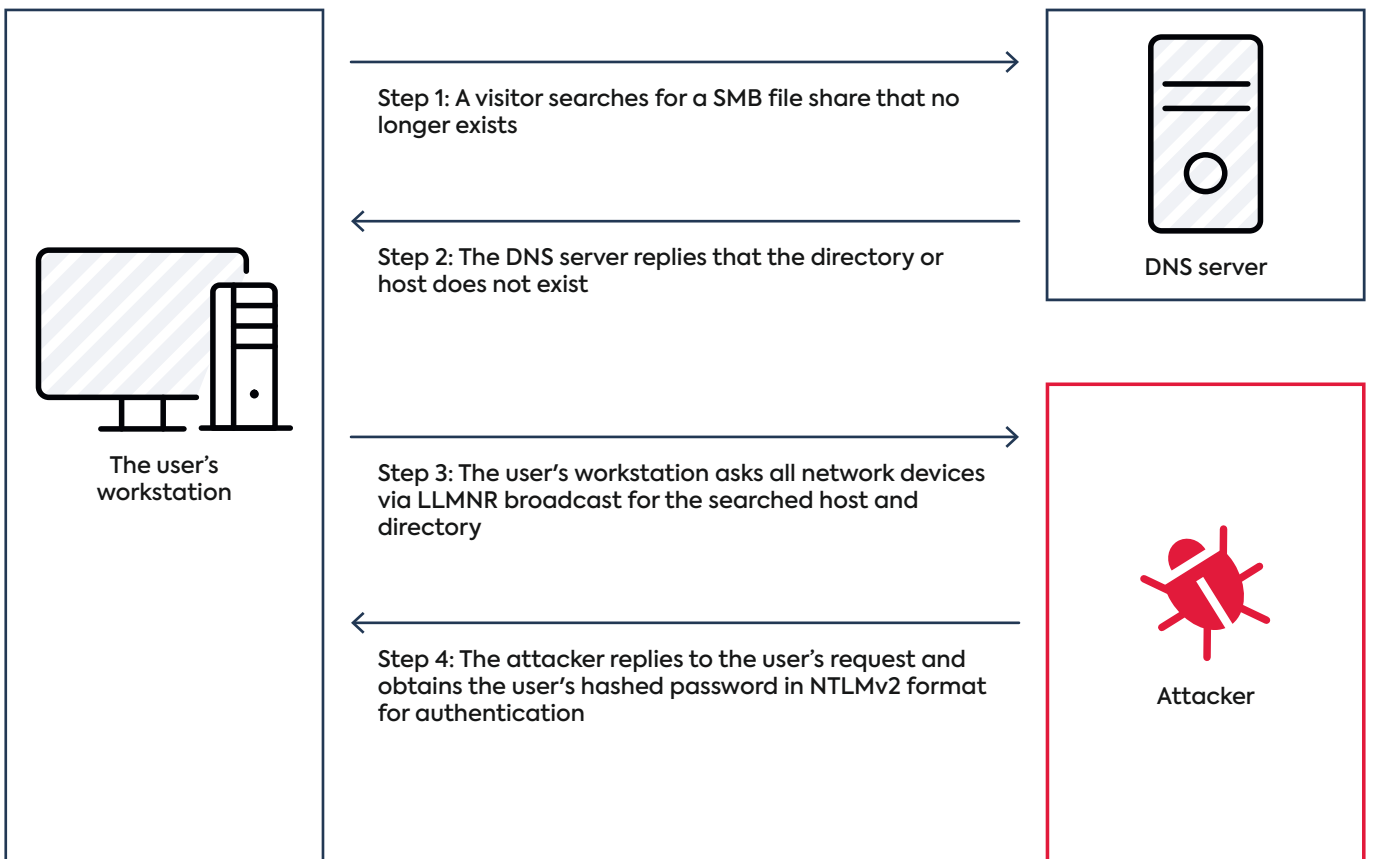 Step 1: A visitor searches for a SMB file share that no
longer exists
Step 2: The DNS server replies that the directory or
host does not exist
DNS server
The user’s
workstation
Step 3: The user's workstation asks all network devices
via LLMNR broadcast for the searched host and
directory
Step 4: The attacker replies to the user’s request and
obtains the user's hashed password in NTLMv2 format
for authentication
Attacker